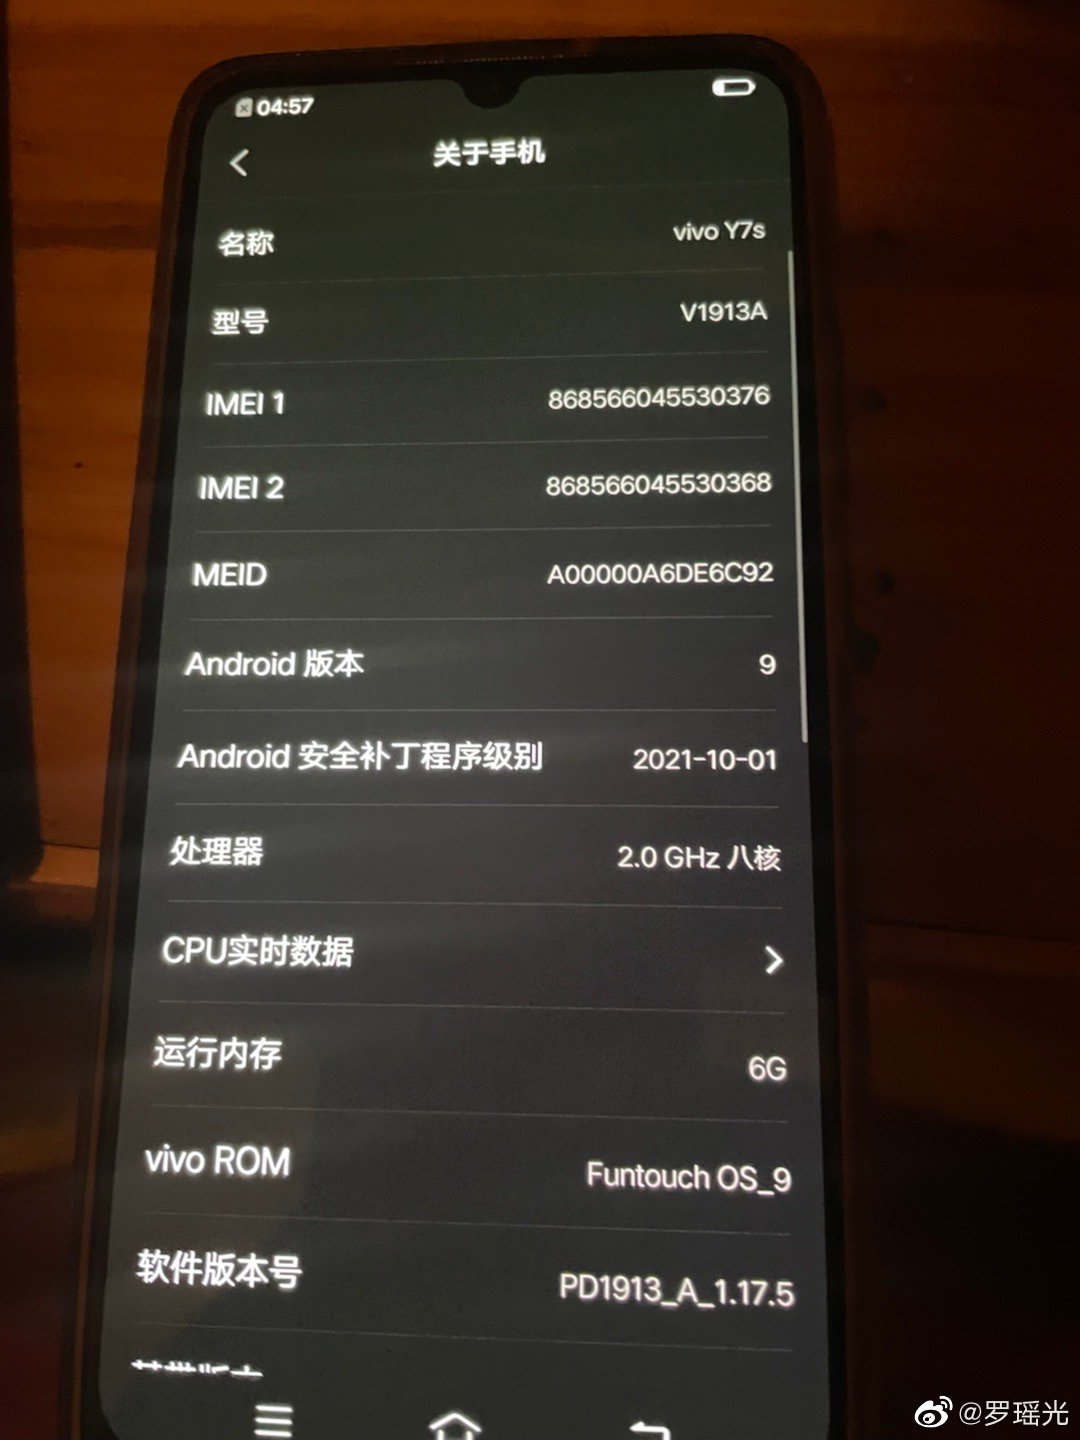 04:57
关于手机
名称 vivo Y7s
型号 V1913A
IMEI 1 868566045530376
IMEI 2 868566045530368
MEID A00000A6DE6C92
Android 版本 9
Android 安全补丁程序级别 2021-10-01
处理器 2.0 GHz 八核
CPU实时数据
运行内存 6G
vivo ROM Funtouch OS_9
软件版本号 PD1913_A_1.17.5
@罗瑶光